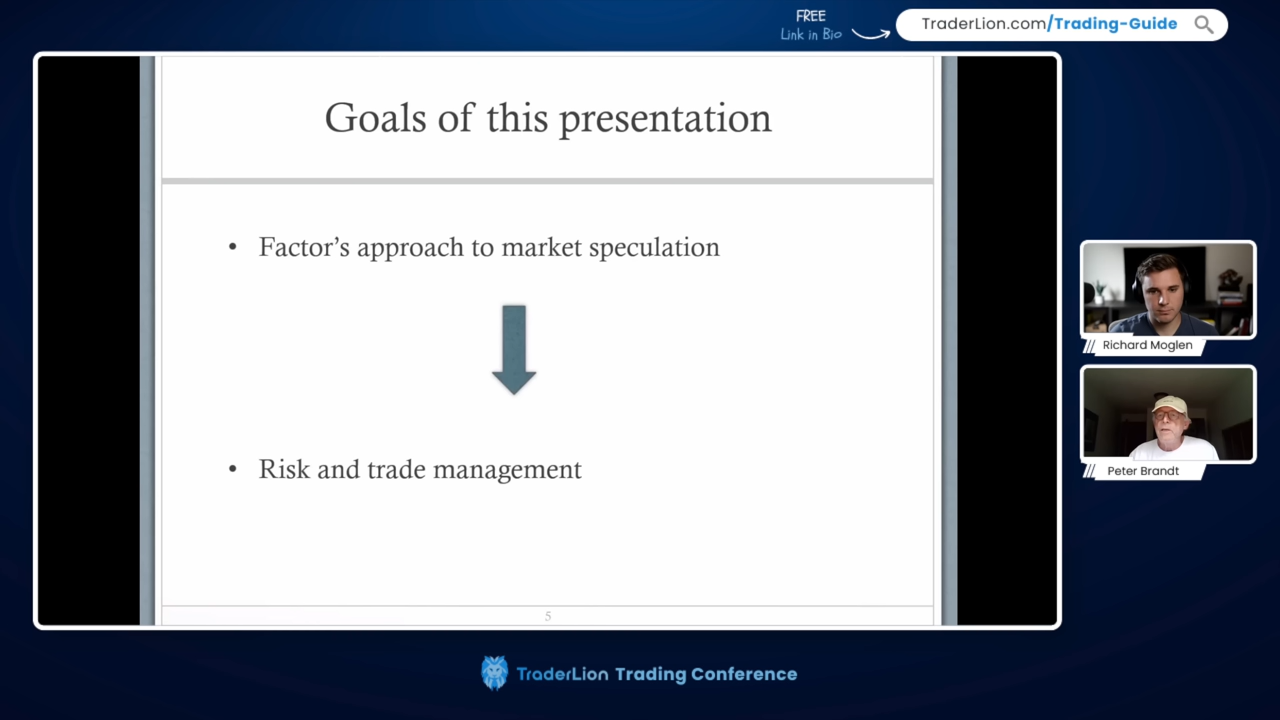 FREE
Link in Bio
TraderLion.com/Trading-Guide
Goals of this presentation
• Factor’s approach to market speculation
• Risk and trade management
5
Richard Moglen
Peter Brandt
TraderLion Trading Conference